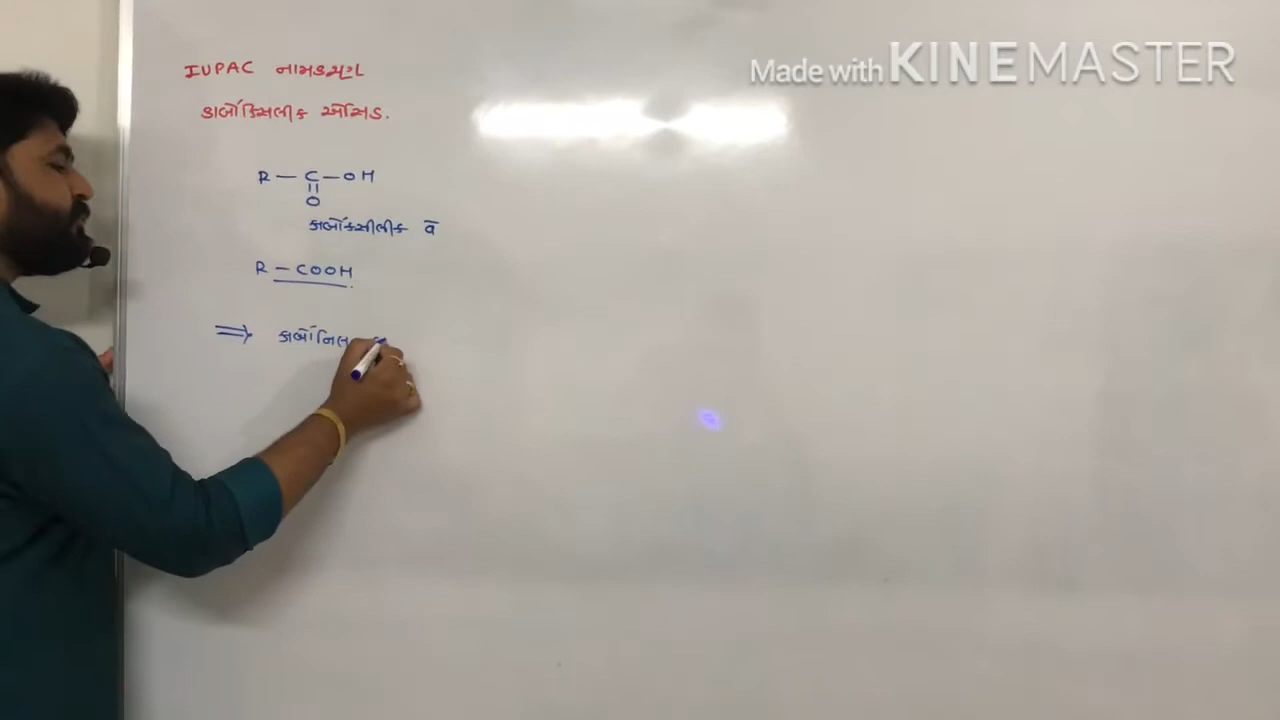 IUPAC નામકરણ
Made with KINEMASTER
કાર્બોક્સિલીક એસિડ.
R — C — OH
||
O
કાર્બોક્સીલીક
R — COOH
⇒ કાર્બોનિલ